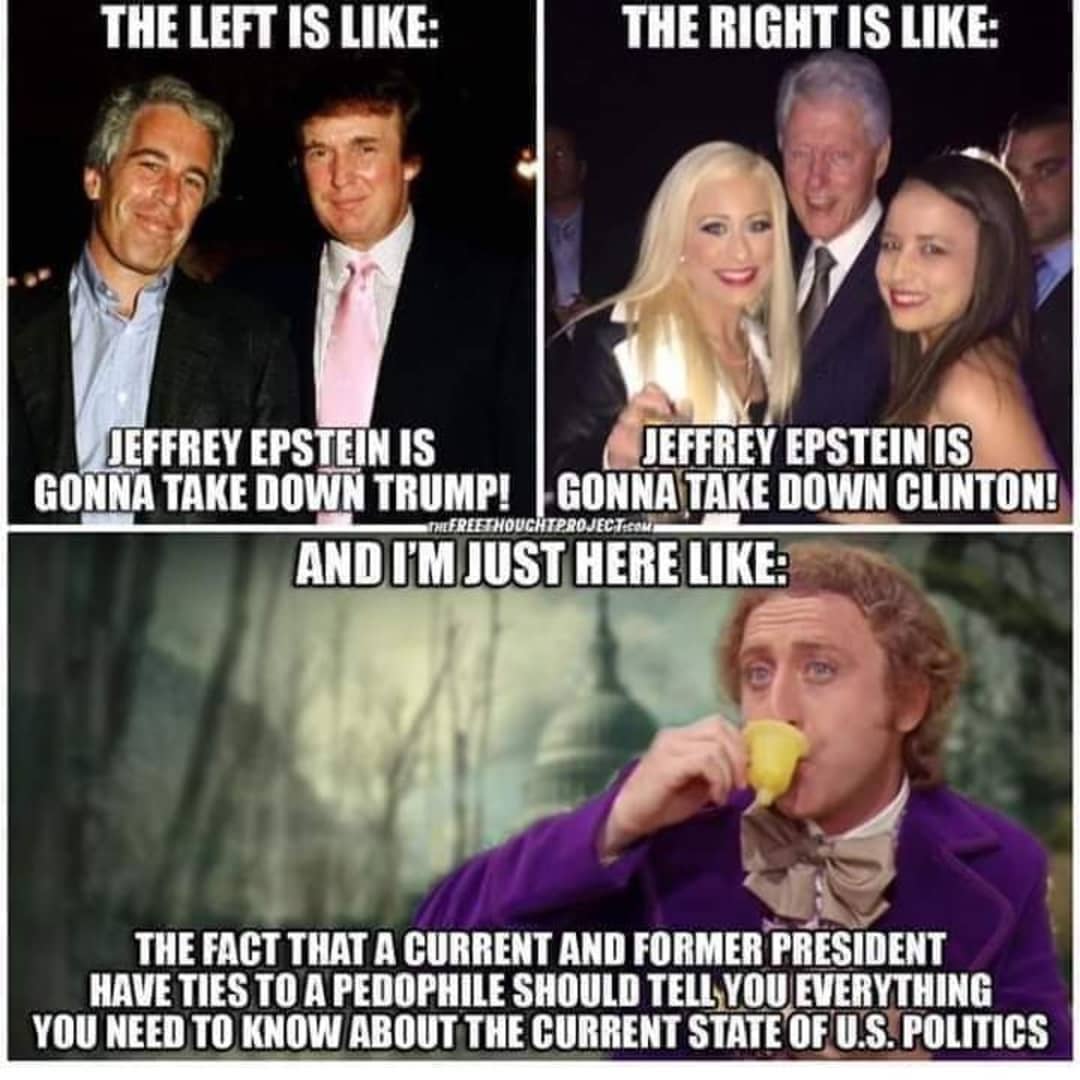 THE LEFT IS LIKE:
JEFFREY EPSTEIN IS
GONNA TAKE DOWN TRUMP!
THE RIGHT IS LIKE:
JEFFREY EPSTEIN IS
GONNA TAKE DOWN CLINTON!
THEFREETHOUGHTPROJECT.COM
AND I'M JUST HERE LIKE:
THE FACT THAT A CURRENT AND FORMER PRESIDENT
HAVE TIES TO A PEDOPHILE SHOULD TELL YOU EVERYTHING
YOU NEED TO KNOW ABOUT THE CURRENT STATE OF U.S. POLITICS